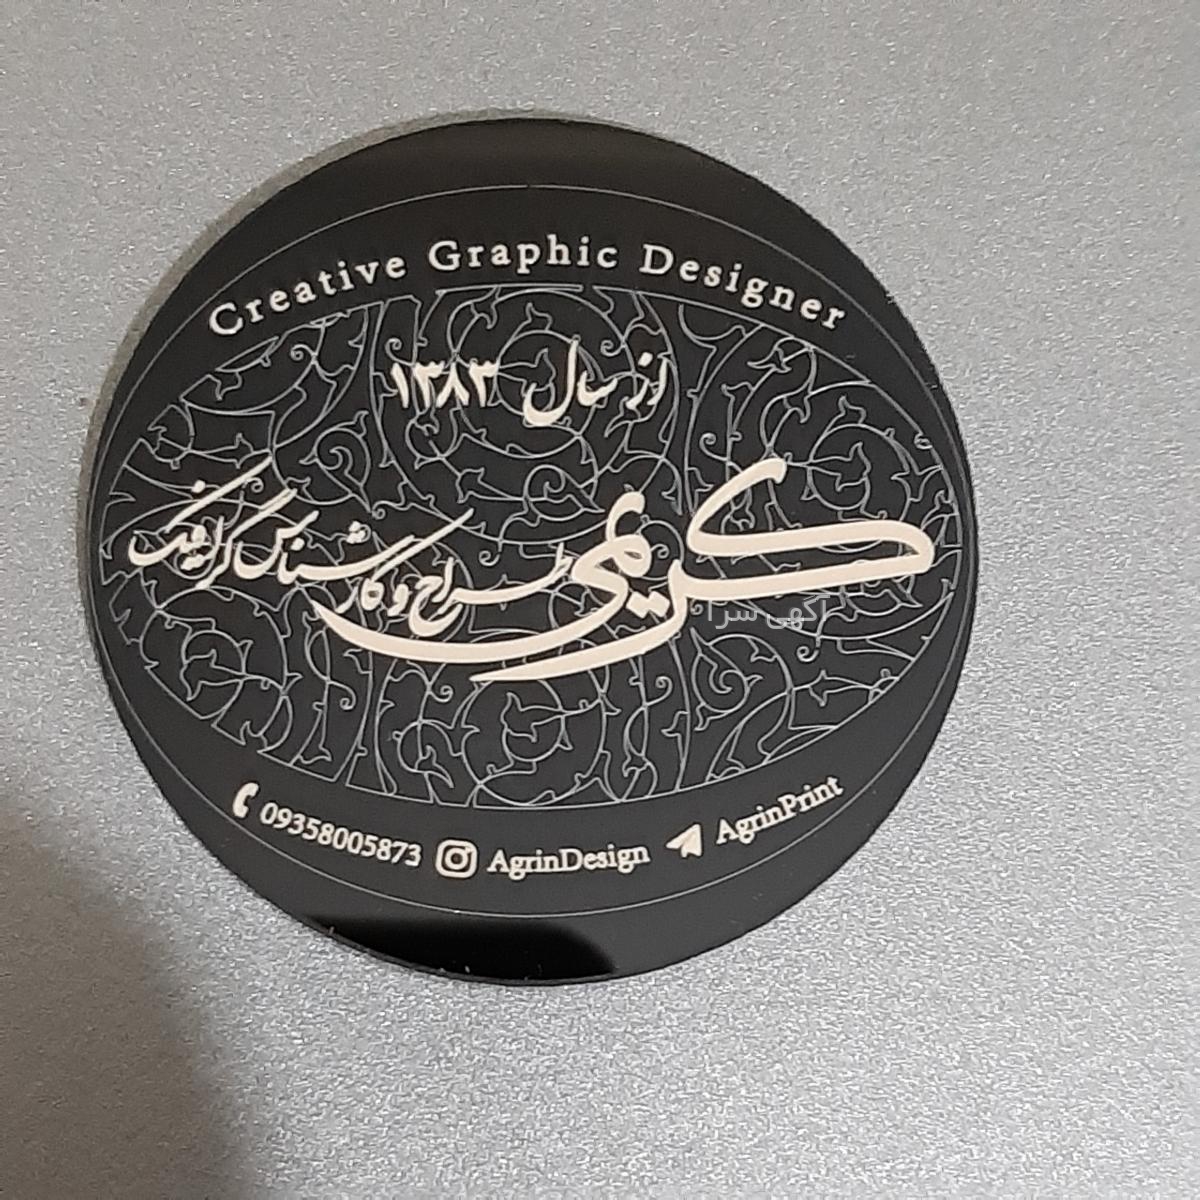 Creative Graphic Designer
از سال ۱۳۸۳
کریمی
طراح و کارشناس گرافیک
آگهی سرا
09358005873 AgrinDesign AgrinPrint